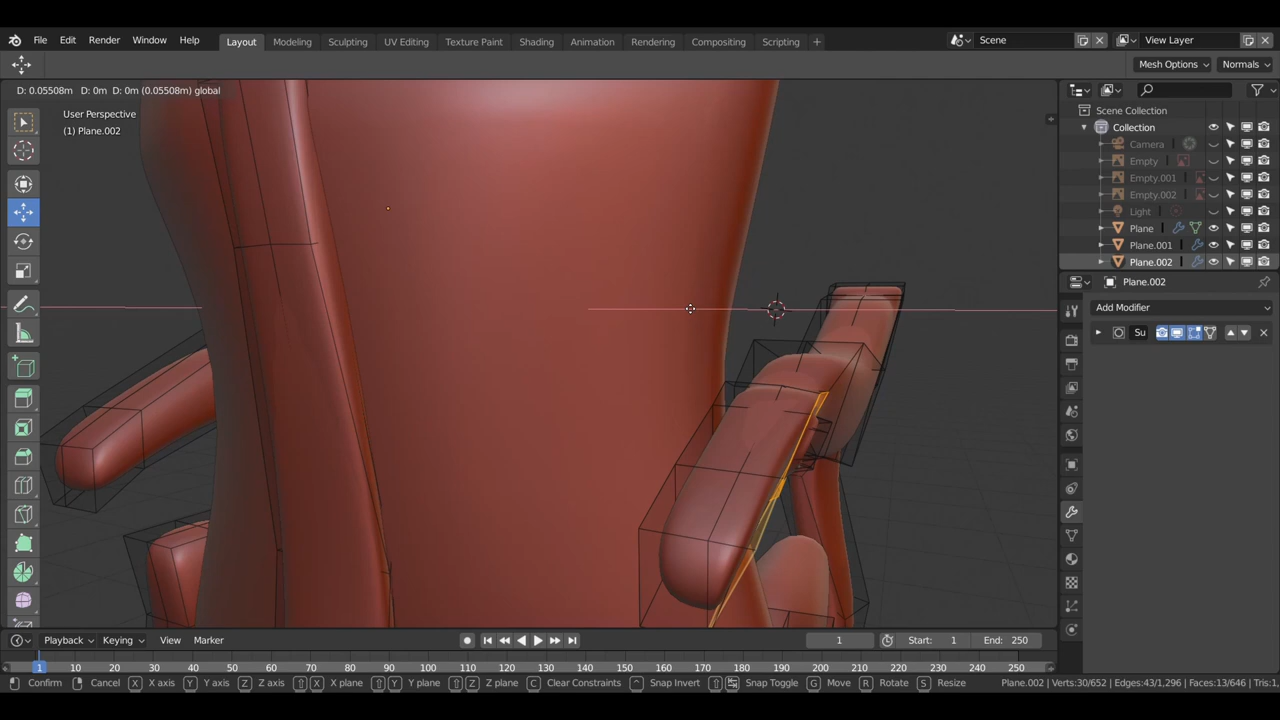 File Edit Render Window Help Layout Modeling Sculpting UV Editing Texture Paint Shading Animation Rendering Compositing Scripting + Scene View Layer
Mesh Options Normals
D: 0.05508m D: 0m D: 0m (0.05508m) global
User Perspective
(1) Plane.002
Scene Collection
Collection
Camera
Empty
Empty.001
Empty.002
Light
Plane
Plane.001
Plane.002
Plane.002
Add Modifier
Su
Playback Keying View Marker 1 Start: 1 End: 250
1 10 20 30 40 50 60 70 80 90 100 110 120 130 140 150 160 170 180 190 200 210 220 230 240 250
Confirm Cancel X X axis Y Y axis Z Z axis X X plane Y Y plane Z Z plane C Clear Constraints Snap Invert Snap Toggle G Move R Rotate S Resize Plane.002 | Verts:30/652 | Edges:43/1,296 | Faces:13/646 | Tris:1,